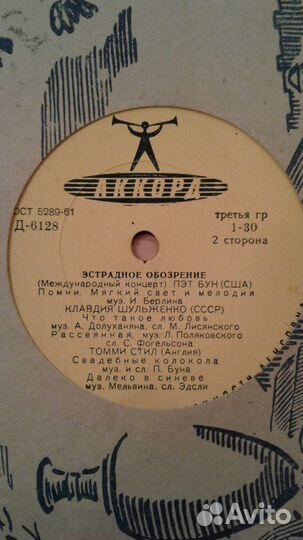 АККОРД
ОСТ 5289-61
Д-6128
третья гр
1-30
2 сторона
ЭСТРАДНОЕ ОБОЗРЕНИЕ
(Международный концерт) ПЭТ БУН (США)
Помни. Мягкий свет и мелодия
муз. И. Берлина
КЛАВДИЯ ШУЛЬЖЕНКО (СССР)
Что такое любовь
муз. А. Долуханяна, сл. М. Лисянского
Рассеянная, муз. Л. Поляковского
сл. С. Фогельсона
ТОММИ СТИЛ (Англия)
Свадебные колокола
муз. и сл. П. Буна
Далеко в синеве
муз. Мельвина, сл. Эдсли
Avito